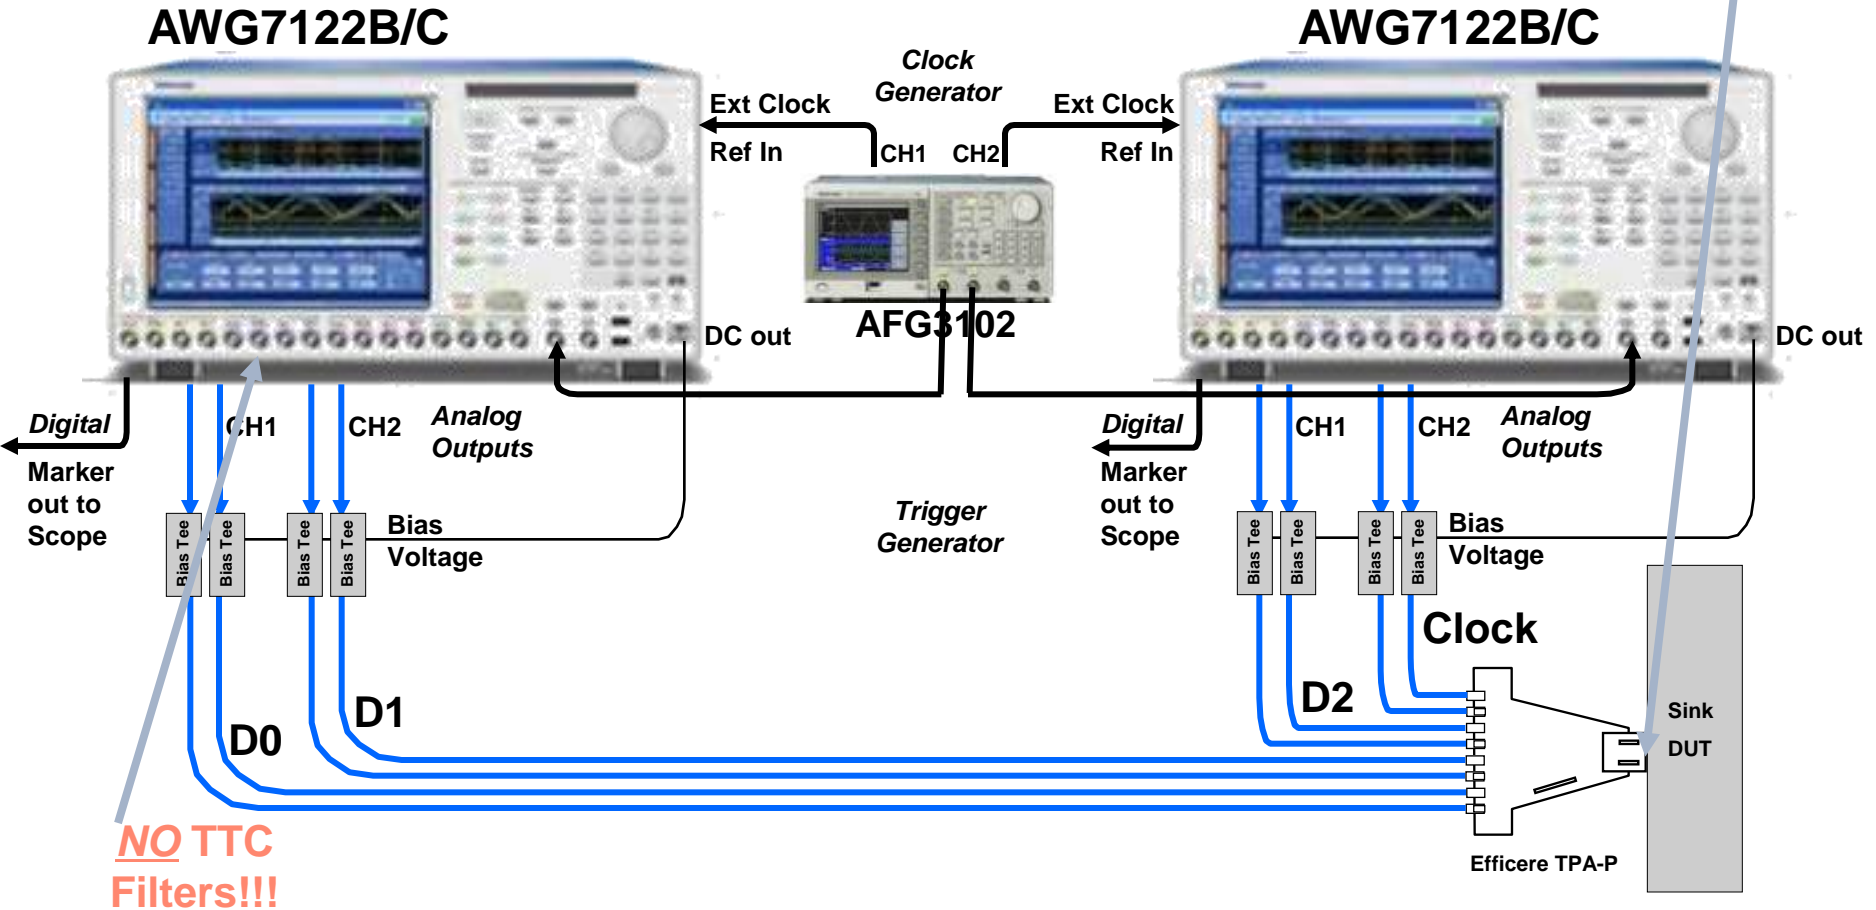 AWG7122B/C
AWG7122B/C
Clock
Generator
Ext Clock
Ref In
Ext Clock
Ref In
CH1
CH2
AFG3102
DC out
DC out
Digital
Marker
out to
Scope
CH1
CH2
Analog
Outputs
Digital
Marker
out to
Scope
CH1
CH2
Analog
Outputs
Trigger
Generator
Bias Tee
Bias Tee
Bias Tee
Bias Tee
Bias
Voltage
Bias Tee
Bias Tee
Bias Tee
Bias Tee
Bias
Voltage
Clock
D0
D1
D2
Sink
DUT
Efficere TPA-P
NO TTC
Filters!!!